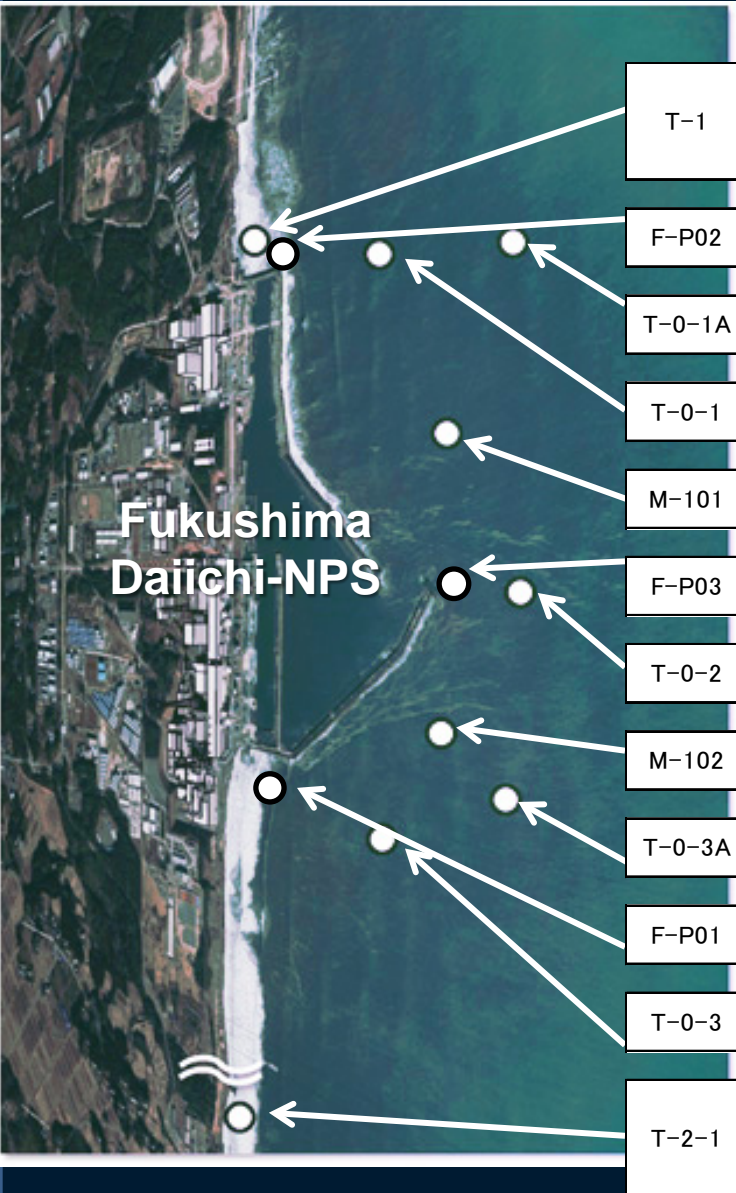 T-1
F-P02
T-0-1A
T-0-1
M-101
Fukushima
Daiichi-NPS
F-P03
T-0-2
M-102
T-0-3A
F-P01
T-0-3
T-2-1